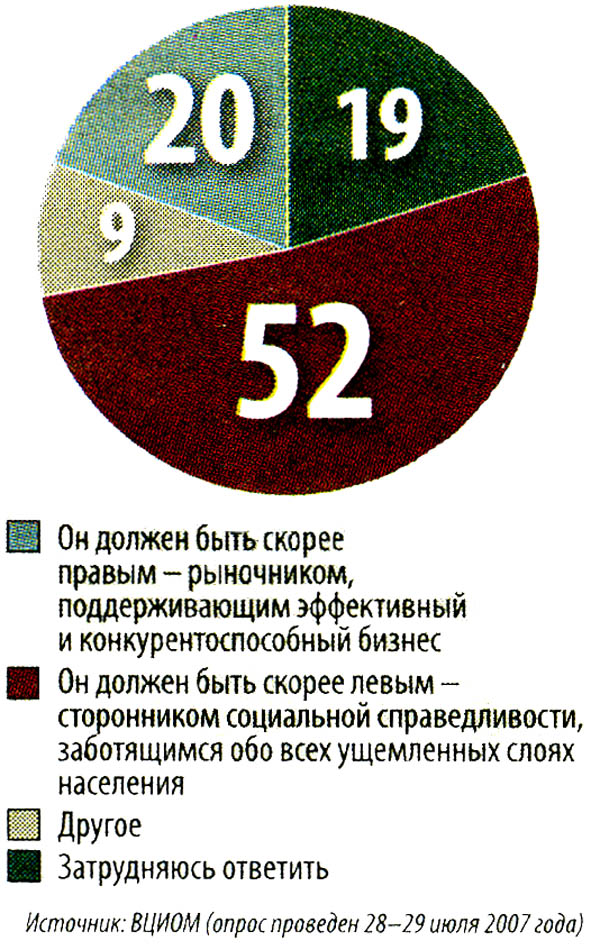 20
19
9
52
Он должен быть скорее
правым – рыночником,
поддерживающим эффективный
и конкурентоспособный бизнес
Он должен быть скорее левым –
сторонником социальной справедливости,
заботящимся обо всех ущемленных слоях
населения
Другое
Затрудняюсь ответить
Источник: ВЦИОМ (опрос проведен 28–29 июля 2007 года)